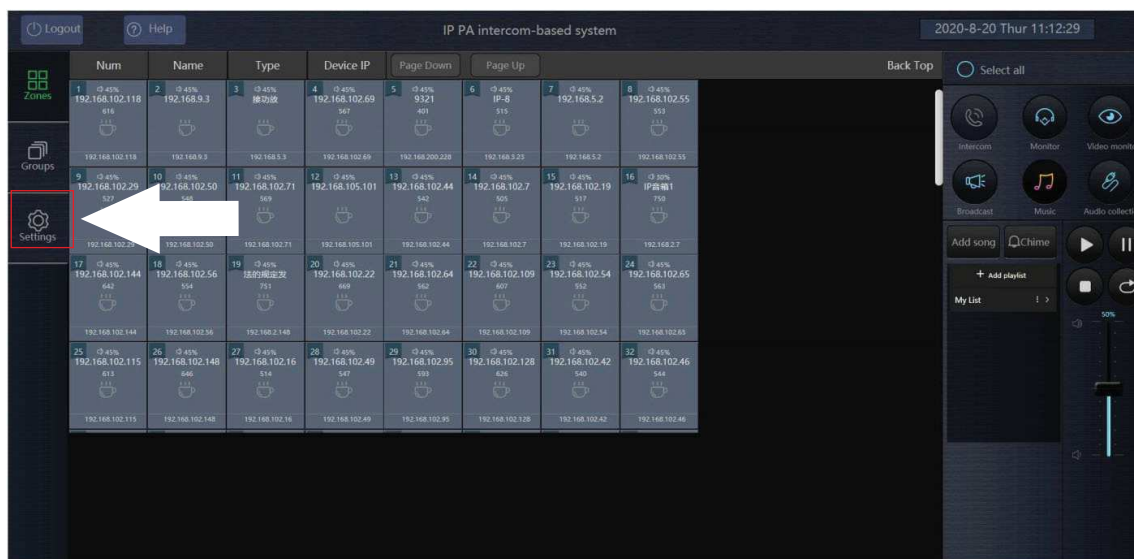 Logout Help IP PA intercom-based system 2020-8-20 Thur 11:12:29
Zones
Groups
Settings
Num Name Type Device IP Page Down Page Up Back Top
1 45% 2 45% 3 45% 4 45% 5 45% 6 45% 7 45% 8 45%
192.168.102.118 192.168.9.3 接功放 192.168.102.69 9321 IP-8 192.168.5.2 192.168.102.55
616 567 401 515 553
192.168.102.118 192.168.9.3 192.168.5.3 192.168.102.69 192.168.200.228 192.168.3.23 192.168.5.2 192.168.102.55
9 45% 10 45% 11 45% 12 45% 13 45% 14 45% 15 45% 16 30%
192.168.102.29 192.168.102.50 192.168.102.71 192.168.105.101 192.168.102.44 192.168.102.7 192.168.102.19 IP音箱1
527 548 569 542 505 517 750
192.168.102.29 192.168.102.50 192.168.102.71 192.168.105.101 192.168.102.44 192.168.102.7 192.168.102.19 192.168.2.7
17 45% 18 45% 19 45% 20 45% 21 45% 22 45% 23 45% 24 45%
192.168.102.144 192.168.102.56 法的规定发 192.168.102.22 192.168.102.64 192.168.102.109 192.168.102.54 192.168.102.65
642 554 751 669 562 607 552 563
192.168.102.144 192.168.102.56 192.168.2.148 192.168.102.22 192.168.102.64 192.168.102.109 192.168.102.54 192.168.102.65
25 45% 26 45% 27 45% 28 45% 29 45% 30 45% 31 45% 32 45%
192.168.102.115 192.168.102.148 192.168.102.16 192.168.102.49 192.168.102.95 192.168.102.128 192.168.102.42 192.168.102.46
613 646 514 547 593 626 540 544
192.168.102.115 192.168.102.148 192.168.102.16 192.168.102.49 192.168.102.95 192.168.102.128 192.168.102.42 192.168.102.46
Select all
Intercom Monitor Video monito
Broadcast Music Audio collecti
Add song Chime
+ Add playlist
My List
50%